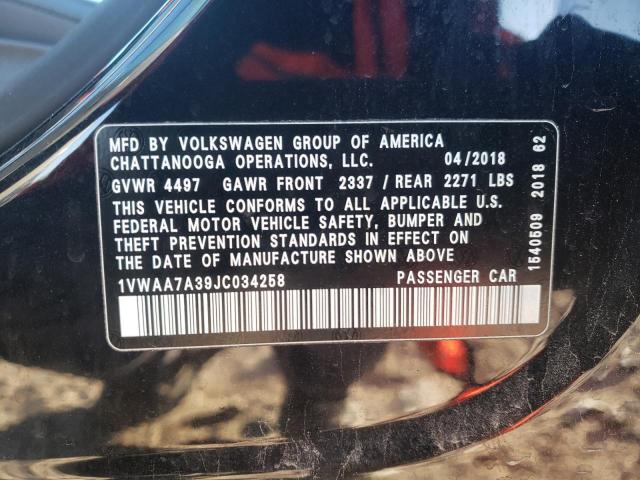 MFD BY VOLKSWAGEN GROUP OF AMERICA
CHATTANOOGA OPERATIONS, LLC. 04/2018
GVWR 4497 GAWR FRONT 2337 / REAR 2271 LBS
THIS VEHICLE CONFORMS TO ALL APPLICABLE U.S.
FEDERAL MOTOR VEHICLE SAFETY, BUMPER AND
THEFT PREVENTION STANDARDS IN EFFECT ON
THE DATE OF MANUFACTURE SHOWN ABOVE
1VWAA7A39JC034258 PASSENGER CAR
1540509 2018 62